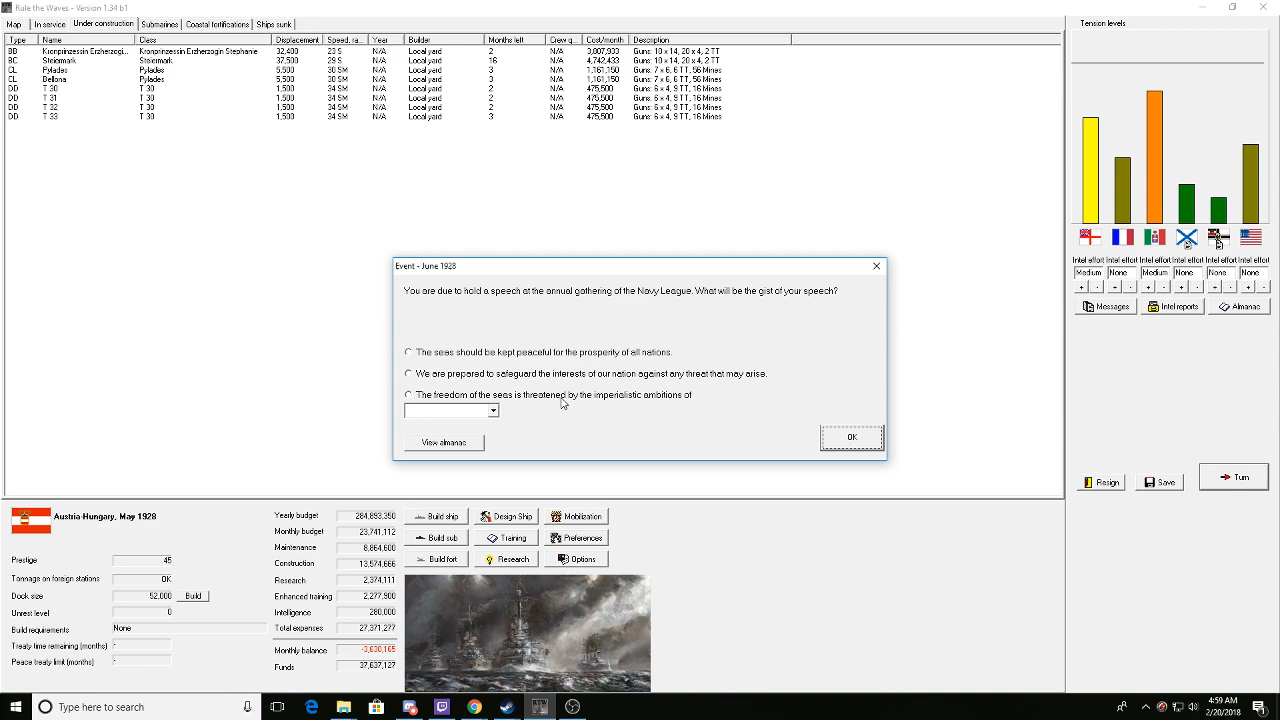 Rule the Waves - Version 1.34 b1
Map In service Under construction Submarines Coastal fortifications Ships sunk
Type Name Class Displacement Speed, ra... Year Builder Months left Crew q... Cost/month Description
BB Kronprinzessin Erzherzogi... Kronprinzessin Erzherzogin Stephanie 32,400 23 S N/A Local yard 2 N/A 3,807,933 Guns: 10 x 14, 20 x 4, 2 TT
BC Steiermark Steiermark 37,500 29 S N/A Local yard 16 N/A 4,742,433 Guns: 10 x 14, 20 x 4, 2 TT
CL Pylades Pylades 5,500 30 SM N/A Local yard 3 N/A 1,161,150 Guns: 7 x 6, 6 TT, 56 Mines
CL Bellona Pylades 5,500 30 SM N/A Local yard 3 N/A 1,161,150 Guns: 7 x 6, 6 TT, 56 Mines
DD T 30 T 30 1,500 34 SM N/A Local yard 2 N/A 475,500 Guns: 6 x 4, 9 TT, 16 Mines
DD T 31 T 30 1,500 34 SM N/A Local yard 2 N/A 475,500 Guns: 6 x 4, 9 TT, 16 Mines
DD T 32 T 30 1,500 34 SM N/A Local yard 2 N/A 475,500 Guns: 6 x 4, 9 TT, 16 Mines
DD T 33 T 30 1,500 34 SM N/A Local yard 3 N/A 475,500 Guns: 6 x 4, 9 TT, 16 Mines
Tension levels
Intel effort Intel effort Intel effort Intel effort Intel effort Intel effort
Medium None Medium None None None
+ - + - + - + - + - + -
Messages Intel reports Almanac
Event - June 1928
You are due to hold a speech at the annual gathering of the Navy League. What will be the gist of your speech?
The seas should be kept peaceful for the prosperity of all nations.
We are prepared to safeguard the interests of our nation against any threat that may arise.
The freedom of the seas is threatened by the imperialistic ambitions of
View almanac OK
Resign Save Turn
Austria-Hungary, May 1928
Prestige 45
Tonnage on foreign stations OK
Dock size 52,000 Build
Unrest level 0
Build requirements None
Treaty time remaining (months) -
Peace treaty limit (months) -
Yearly budget 284,893,350
Monthly budget 23,741,112
Maintenance 8,864,600
Construction 13,574,666
Research 2,374,111
Enhanced training 2,277,900
Intelligence 280,000
Total expenses 27,371,277
Monthly balance -3,630,165
Funds 37,637,127
Build ship Design Ship Mobilization
Build sub Training Preferences
Build fort Research Options
Type here to search
4:59 AM
2/20/2018